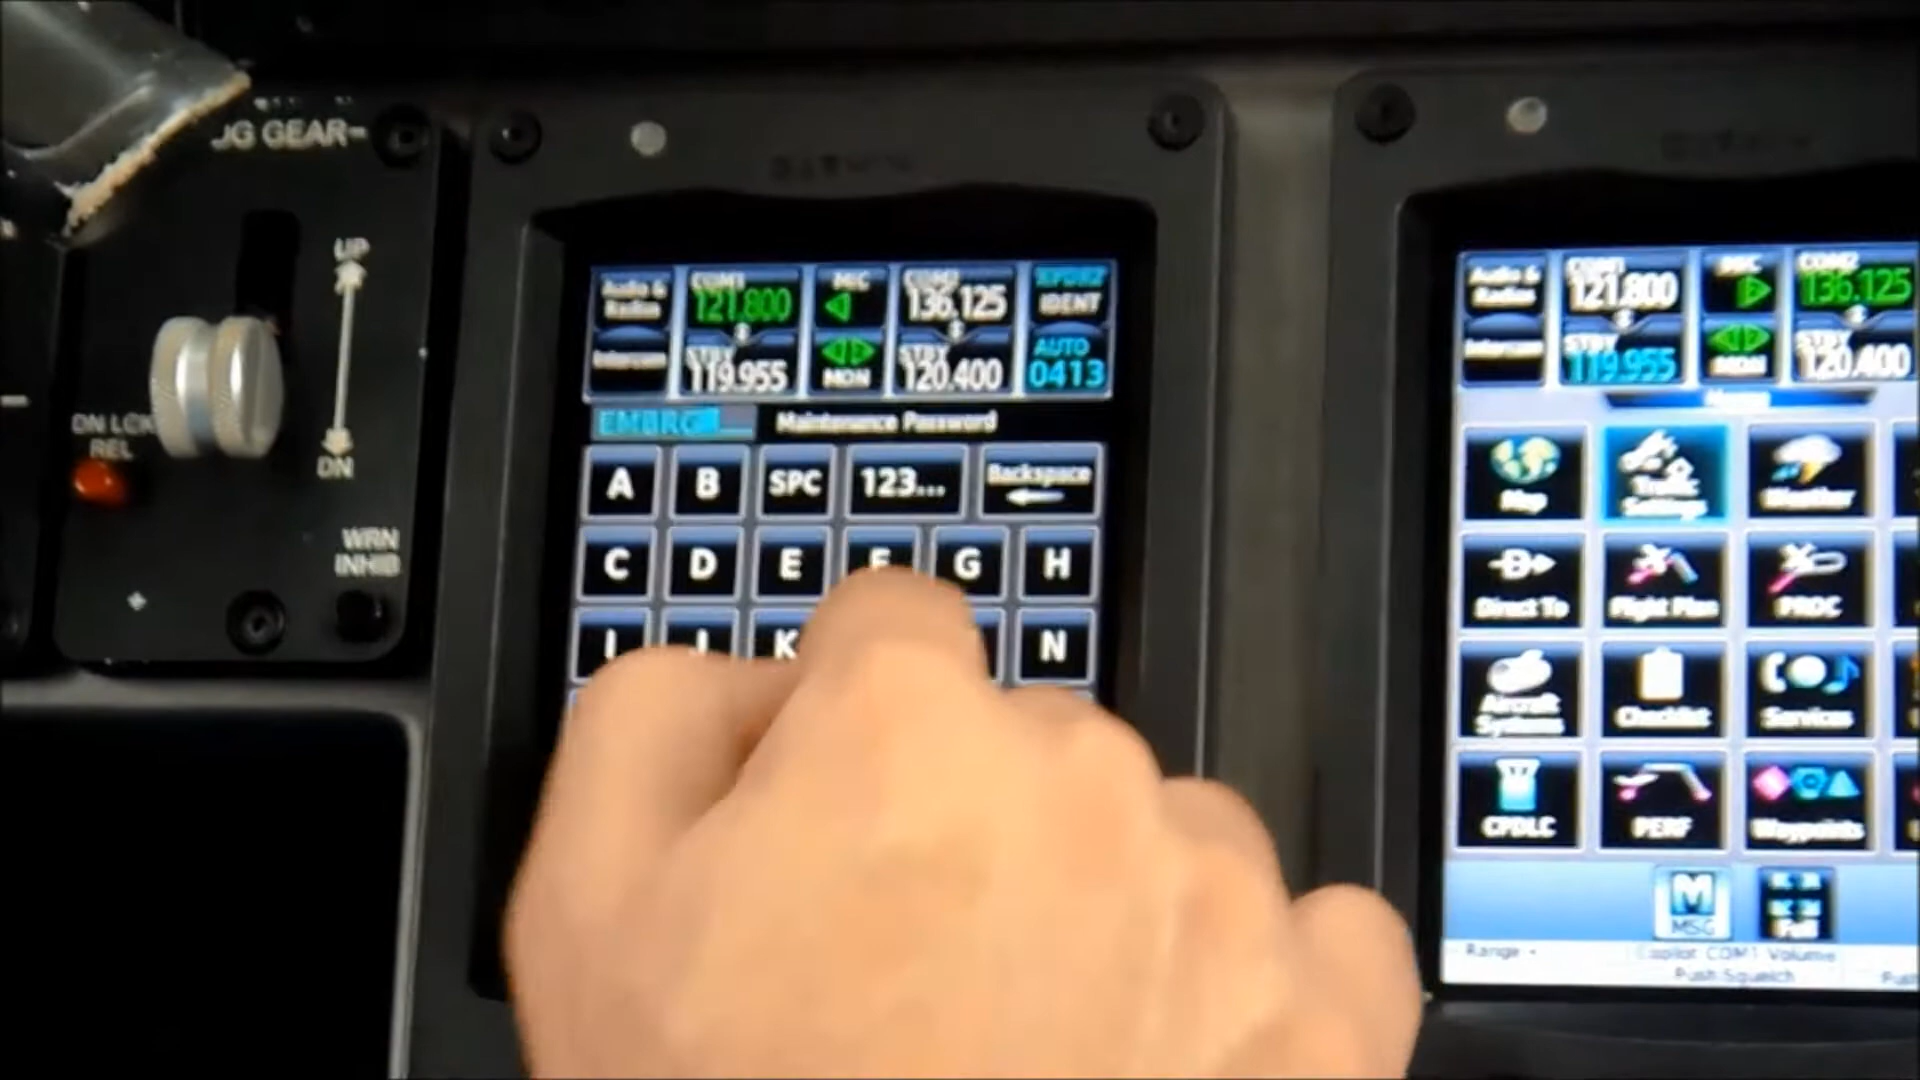 LDG GEAR
UP
DN LCK
REL
DN
WRN
INHIB
GARMIN
Audio &
Radios
COM1
121.800
MIC
COM2
136.125
XPDR2
IDENT
Intercom
STBY
119.955
MON
STBY
120.400
AUTO
0413
EMBRG
Maintenance Password
A B SPC 123... Backspace
C D E F G H
I J K N
GARMIN
Audio &
Radios
COM1
121.800
MIC
COM2
136.125
Intercom
STBY
119.955
MON
STBY
120.400
Home
Map
Traffic
Settings
Weather
Direct To
Flight Plan
PROC
Aircraft
Systems
Checklist
Services
CPDLC
PERF
Waypoints
M
MSG
Full
Range -
Copilot COM1 Volume
Push: Squelch